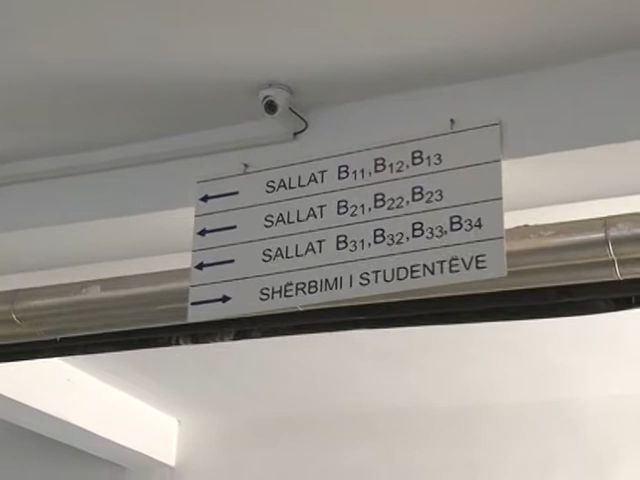 SALLAT B11,B12,B13
SALLAT B21,B22,B23
SALLAT B31,B32,B33,B34
SHËRBIMI I STUDENTËVE